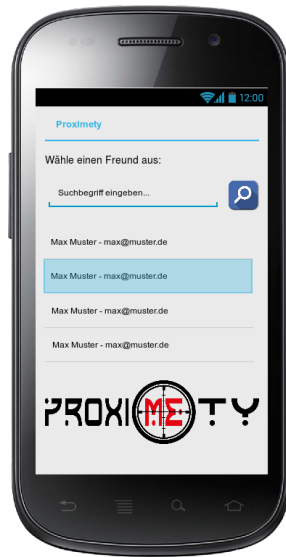 12:00
Proximety
Wähle einen Freund aus:
Suchbegriff eingeben...
Max Muster - max@muster.de
Max Muster - max@muster.de
Max Muster - max@muster.de
Max Muster - max@muster.de
PROXIMETY